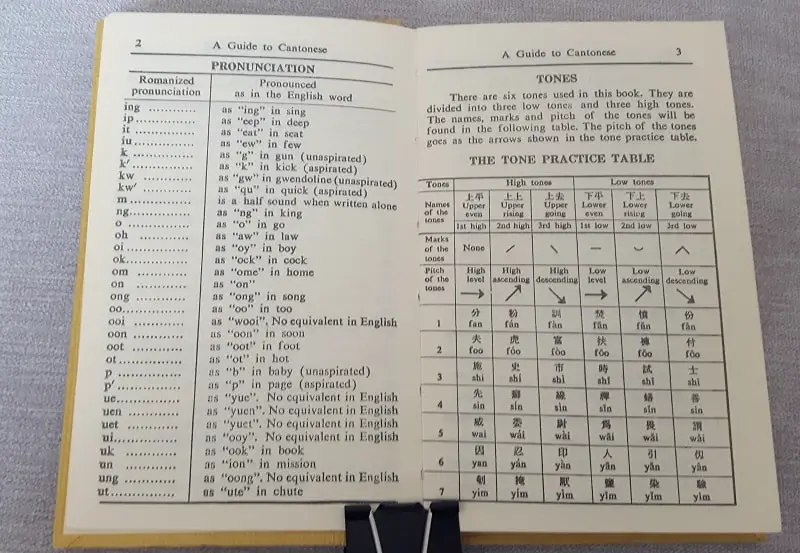 2 A Guide to Cantonese
PRONUNCIATION
Romanized pronunciation Pronounced as in the English word
ing ............ as "ing" in sing
ip ............ as "eep" in deep
it ............ as "eat" in seat
iu ............ as "ew" in few
k ............ as "g" in gun (unaspirated)
k' ............ as "k" in kick (aspirated)
kw ............ as "gw" in gwendoline (unaspirated)
kw' ............ as "qu" in quick (aspirated)
m ............ is a half sound when written alone
ng ............ as "ng" in king
o ............ as "o" in go
oh ............ as "aw" in law
oi ............ as "oy" in boy
ok ............ as "ock" in cock
om ............ as "ome" in home
on ............ as "on"
ong ............ as "ong" in song
oo ............ as "oo" in too
ooi ............ as "wooi". No equivalent in English
oon ............ as "oon" in soon
oot ............ as "oot" in foot
ot ............ as "ot" in hot
p ............ as "b" in baby (unaspirated)
p' ............ as "p" in page (aspirated)
ue ............ as "yue". No equivalent in English
uen ............ as "yuen". No equivalent in English
uet ............ as "yuet". No equivalent in English
ui ............ as "ooy". No equivalent in English
uk ............ as "ook" in book
un ............ as "ion" in mission
ung ............ as "oong". No equivalent in English
ut ............ as "ute" in chute
A Guide to Cantonese 3
TONES
There are six tones used in this book. They are
divided into three low tones and three high tones.
The names, marks and pitch of the tones will be
found in the following table. The pitch of the tones
goes as the arrows shown in the tone practice table.
THE TONE PRACTICE TABLE
Tones High tones Low tones
Names of the tones 上平 Upper even 上上 Upper rising 上去 Upper going 下平 Lower even 下上 Lower rising 下去 Lower going
1st high 2nd high 3rd high 1st low 2nd low 3rd low
Marks of the tones None / \ — ⌣ ︿
Pitch of the tones High level High ascending High descending Low level Low ascending Low descending
→ ↗ ↘ → ↗ ↘
分 粉 訓 焚 憤 份
1 fan fán fàn fān făn fân
夫 虎 富 扶 付
2 foo fóo fòo fōo fŏo fôo
施 史 市 時 試 士
3 shi shí shì shī shĭ shî
先 線 善
4 sin sín sìn sīn sĭn sîn
威 委 尉 爲 畏 謂
5 wai wái wài wāi wăi wâi
因 忍 印 人 引
6 yan yán yàn yān yăn yân
掩 厭 鹽 染 驗
7 yim yím yìm yīm yĭm yîm